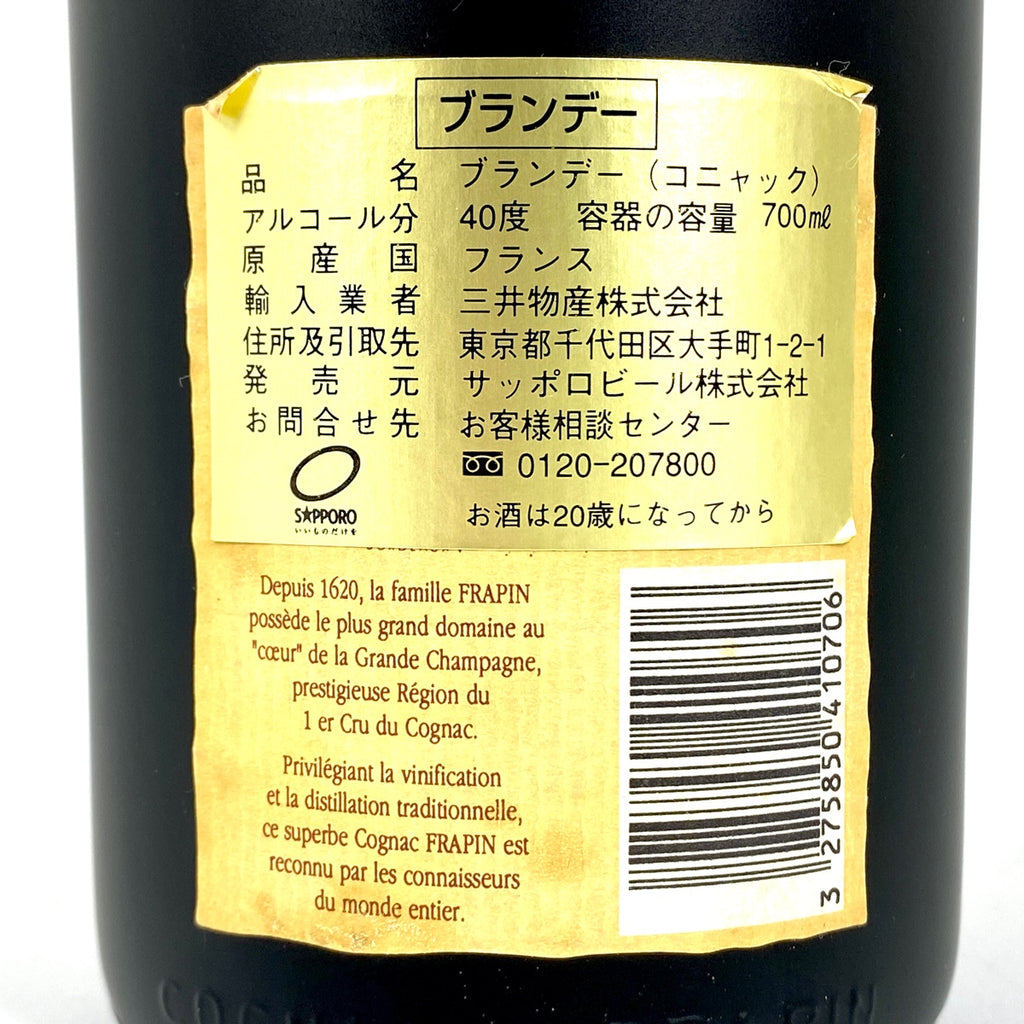 ブランデー
品名 ブランデー（コニャック）
アルコール分 40度 容器の容量 700㎖
原産国 フランス
輸入業者 三井物産株式会社
住所及引取先 東京都千代田区大手町1-2-1
発売元 サッポロビール株式会社
お問合せ先 お客様相談センター
0120-207800
SAPPORO
いいものだけを
お酒は20歳になってから
Depuis 1620, la famille FRAPIN
possède le plus grand domaine au
"cœur" de la Grande Champagne,
prestigieuse Région du
1 er Cru du Cognac.
Privilégiant la vinification
et la distillation traditionnelle,
ce superbe Cognac FRAPIN est
reconnu par les connaisseurs
du monde entier.
3 275850 410706